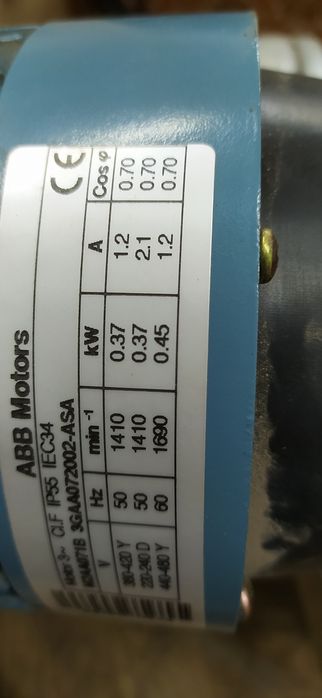 ABB Motors CE
Motor 3~ Cl.F IP55 IEC34
3GAA072002-ASA
V Hz min⁻¹ kW A Cos φ
380-420 Y 50 1410 0.37 1.2 0.70
220-240 D 50 1410 0.37 2.1 0.70
440-480 Y 60 1690 0.45 1.2 0.70